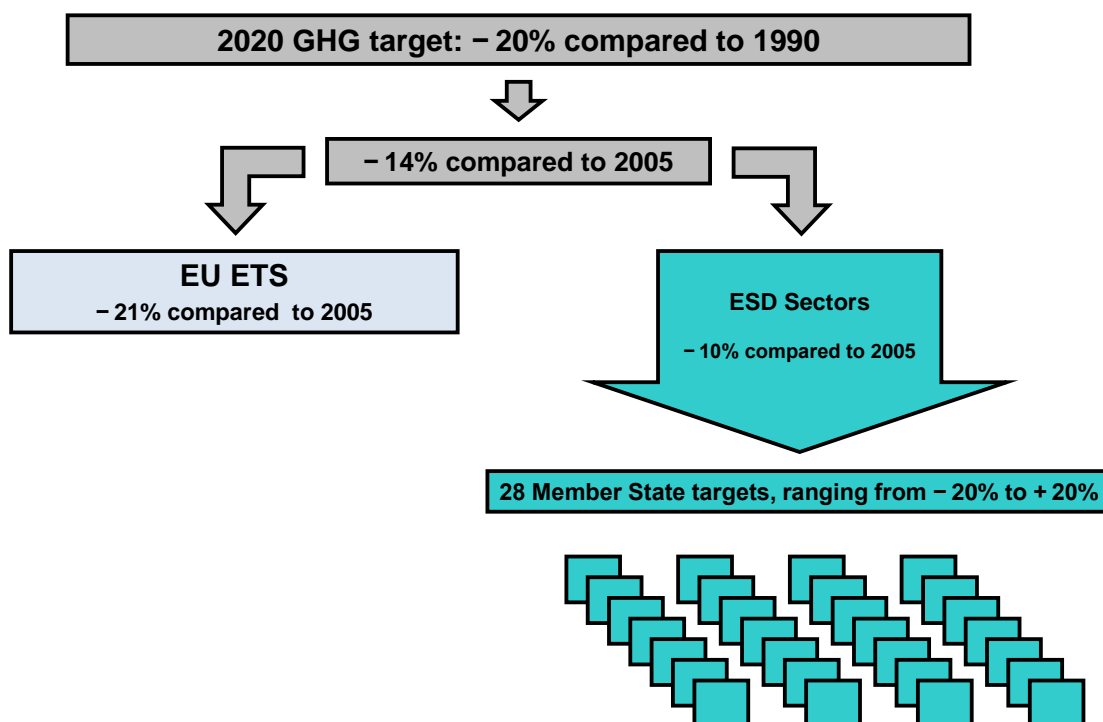 2020 GHG target: – 20% compared to 1990
– 14% compared to 2005
EU ETS
– 21% compared to 2005
ESD Sectors
– 10% compared to 2005
28 Member State targets, ranging from – 20% to + 20%